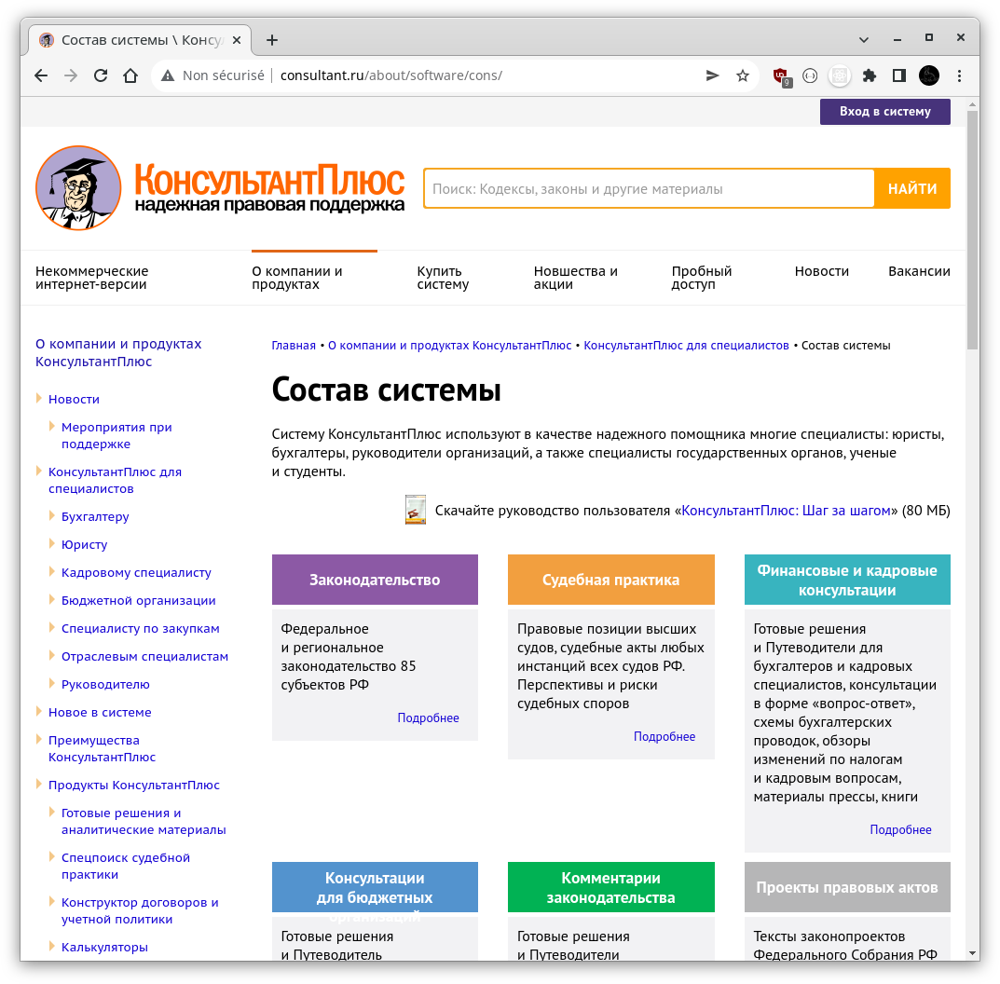 Состав системы \ Консу
Non sécurisé
consultant.ru/about/software/cons/
9
Вход в систему
КонсультантПлюс
надежная правовая поддержка
Поиск: Кодексы, законы и другие материалы
НАЙТИ
Некоммерческие
интернет-версии
О компании и
продуктах
Купить
систему
Новшества и
акции
Пробный
доступ
Новости
Вакансии
О компании и продуктах
КонсультантПлюс
Новости
Мероприятия при
поддержке
КонсультантПлюс для
специалистов
Бухгалтеру
Юристу
Кадровому специалисту
Бюджетной организации
Специалисту по закупкам
Отраслевым специалистам
Руководителю
Новое в системе
Преимущества
КонсультантПлюс
Продукты КонсультантПлюс
Готовые решения и
аналитические материалы
Спецпоиск судебной
практики
Конструктор договоров и
учетной политики
Калькуляторы
Главная • О компании и продуктах КонсультантПлюс • КонсультантПлюс для специалистов • Состав системы
Состав системы
Систему КонсультантПлюс используют в качестве надежного помощника многие специалисты: юристы,
бухгалтеры, руководители организаций, а также специалисты государственных органов, ученые
и студенты.
Скачайте руководство пользователя «КонсультантПлюс: Шаг за шагом» (80 МБ)
Законодательство
Федеральное
и региональное
законодательство 85
субъектов РФ
Подробнее
Судебная практика
Правовые позиции высших
судов, судебные акты любых
инстанций всех судов РФ.
Перспективы и риски
судебных споров
Подробнее
Финансовые и кадровые
консультации
Готовые решения
и Путеводители для
бухгалтеров и кадровых
специалистов, консультации
в форме «вопрос-ответ»,
схемы бухгалтерских
проводок, обзоры
изменений по налогам
и кадровым вопросам,
материалы прессы, книги
Подробнее
Консультации
для бюджетных
организаций
Готовые решения
и Путеводитель
Комментарии
законодательства
Готовые решения
и Путеводители
Проекты правовых актов
Тексты законопроектов
Федерального Собрания РФ